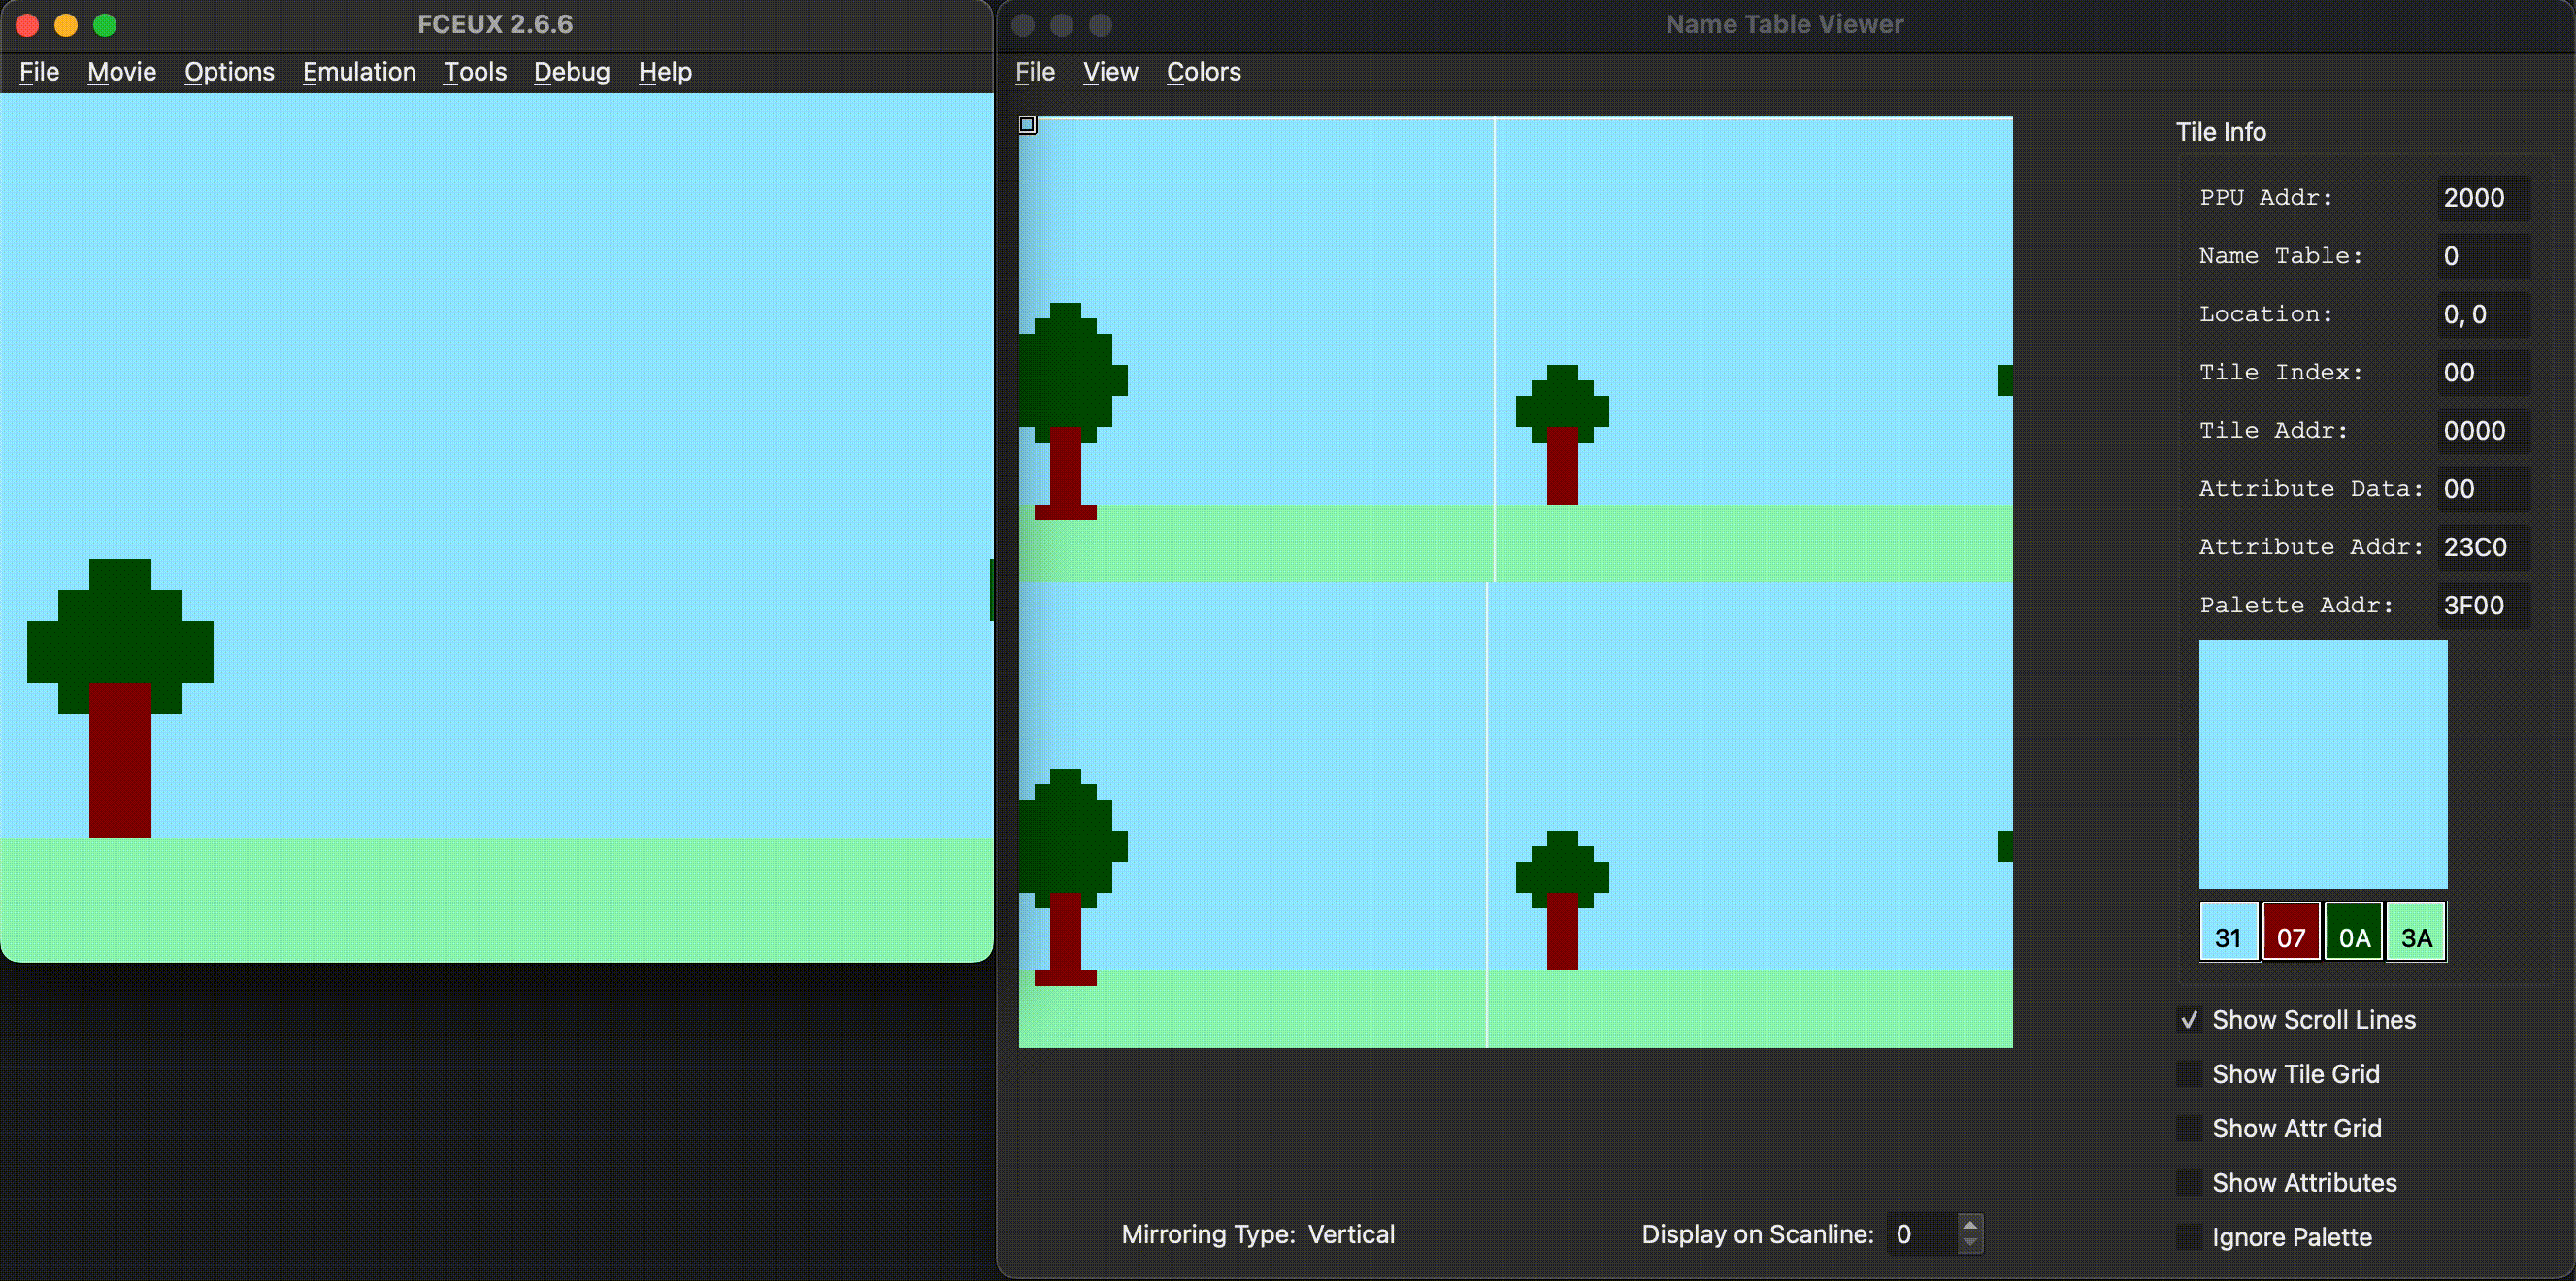 FCEUX 2.6.6
File Movie Options Emulation Tools Debug Help
Name Table Viewer
File View Colors
Tile Info
PPU Addr: 2000
Name Table: 0
Location: 0, 0
Tile Index: 00
Tile Addr: 0000
Attribute Data: 00
Attribute Addr: 23C0
Palette Addr: 3F00
31 07 0A 3A
Show Scroll Lines
Show Tile Grid
Show Attr Grid
Show Attributes
Ignore Palette
Mirroring Type: Vertical
Display on Scanline: 0